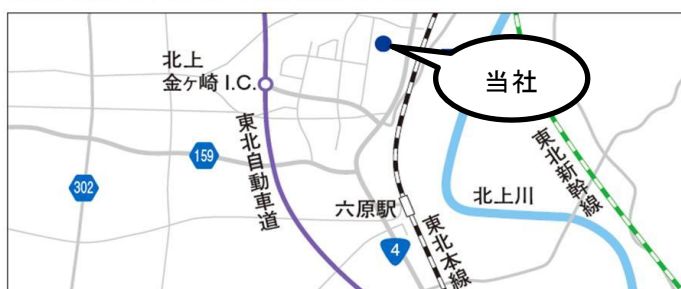 北上
金ヶ崎 I.C.
当社
159
302
東北自動車道
六原駅
4
東北本線
北上川
東北新幹線